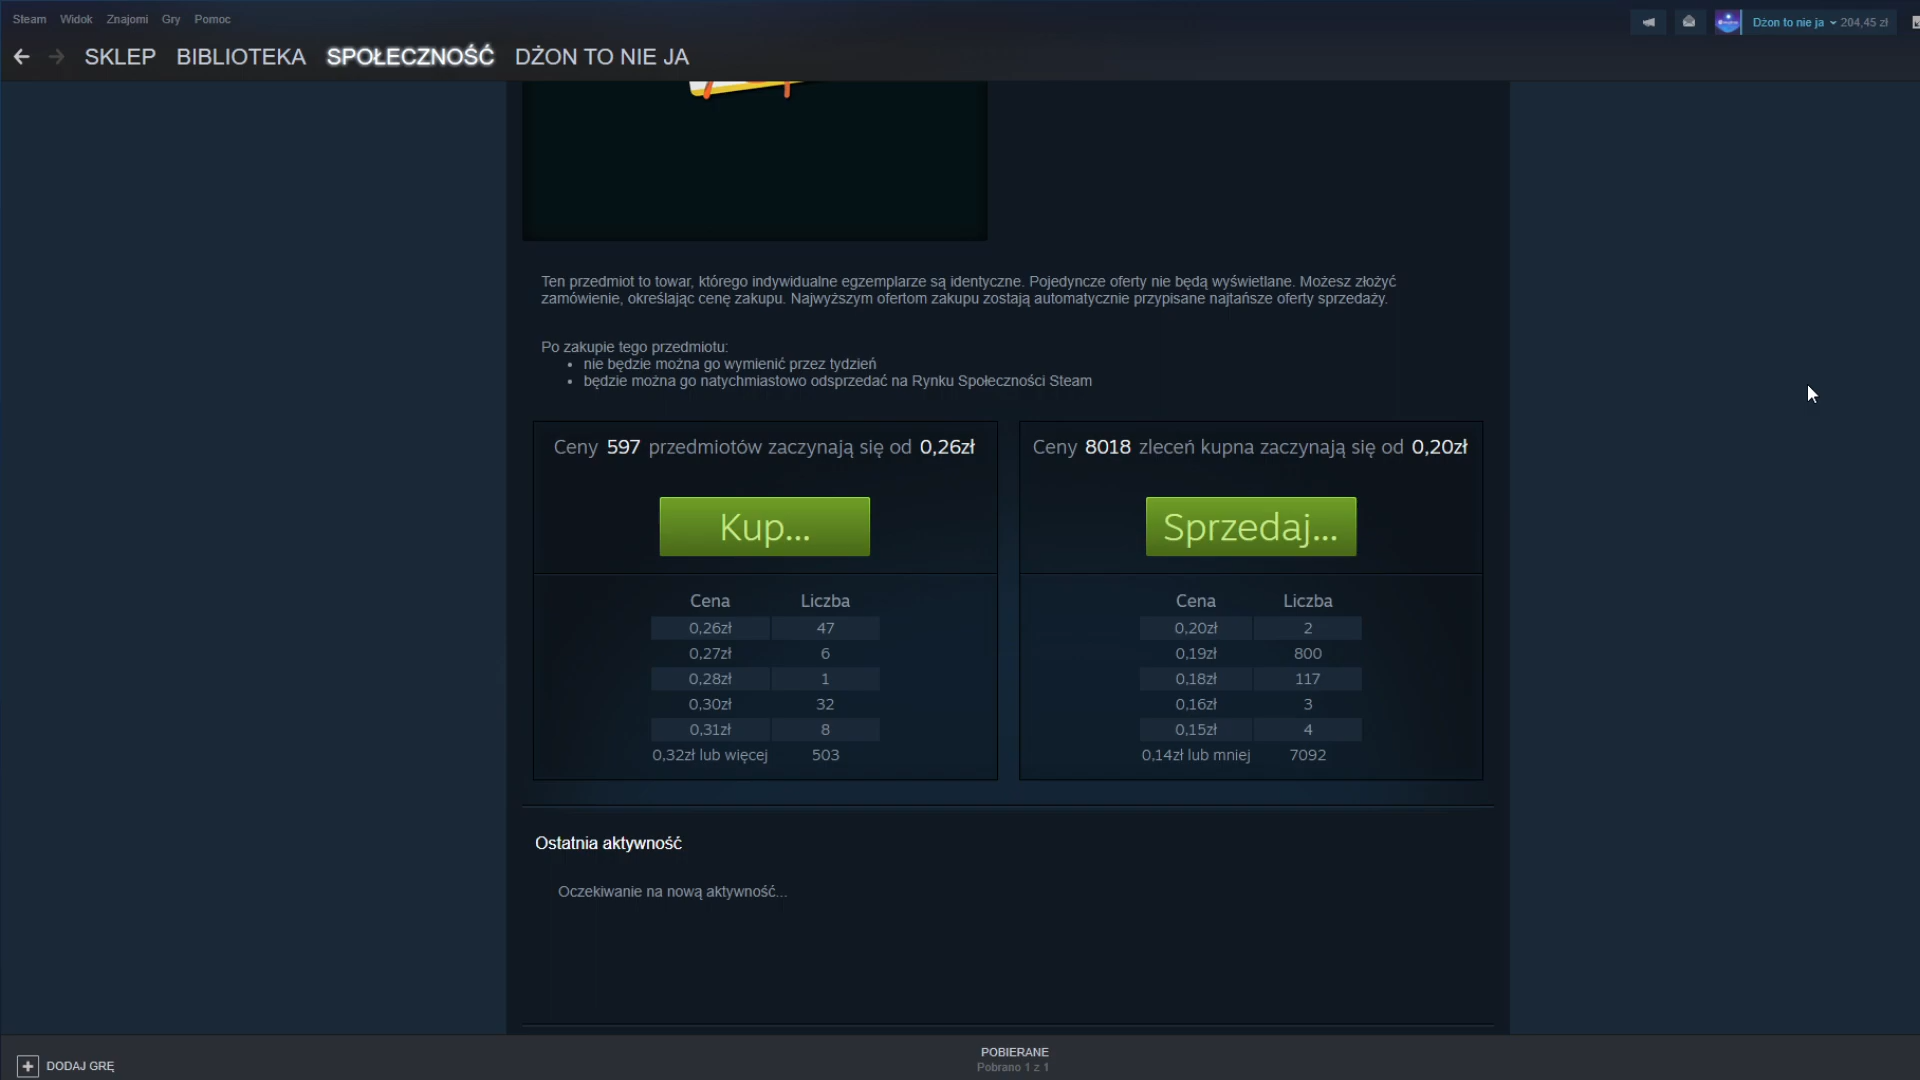 Steam Widok Znajomi Gry Pomoc
Dżon to nie ja 204,45 zł
SKLEP BIBLIOTEKA SPOŁECZNOŚĆ DŻON TO NIE JA
Ten przedmiot to towar, którego indywidualne egzemplarze są identyczne. Pojedyncze oferty nie będą wyświetlane. Możesz złożyć
zamówienie, określając cenę zakupu. Najwyższym ofertom zakupu zostają automatycznie przypisane najtańsze oferty sprzedaży.
Po zakupie tego przedmiotu:
• nie będzie można go wymienić przez tydzień
• będzie można go natychmiastowo odsprzedać na Rynku Społeczności Steam
Ceny 597 przedmiotów zaczynają się od 0,26zł
Kup...
Cena Liczba
0,26zł 47
0,27zł 6
0,28zł 1
0,30zł 32
0,31zł 8
0,32zł lub więcej 503
Ceny 8018 zleceń kupna zaczynają się od 0,20zł
Sprzedaj...
Cena Liczba
0,20zł 2
0,19zł 800
0,18zł 117
0,16zł 3
0,15zł 4
0,14zł lub mniej 7092
Ostatnia aktywność
Oczekiwanie na nową aktywność...
DODAJ GRĘ
POBIERANE
Pobrano 1 z 1